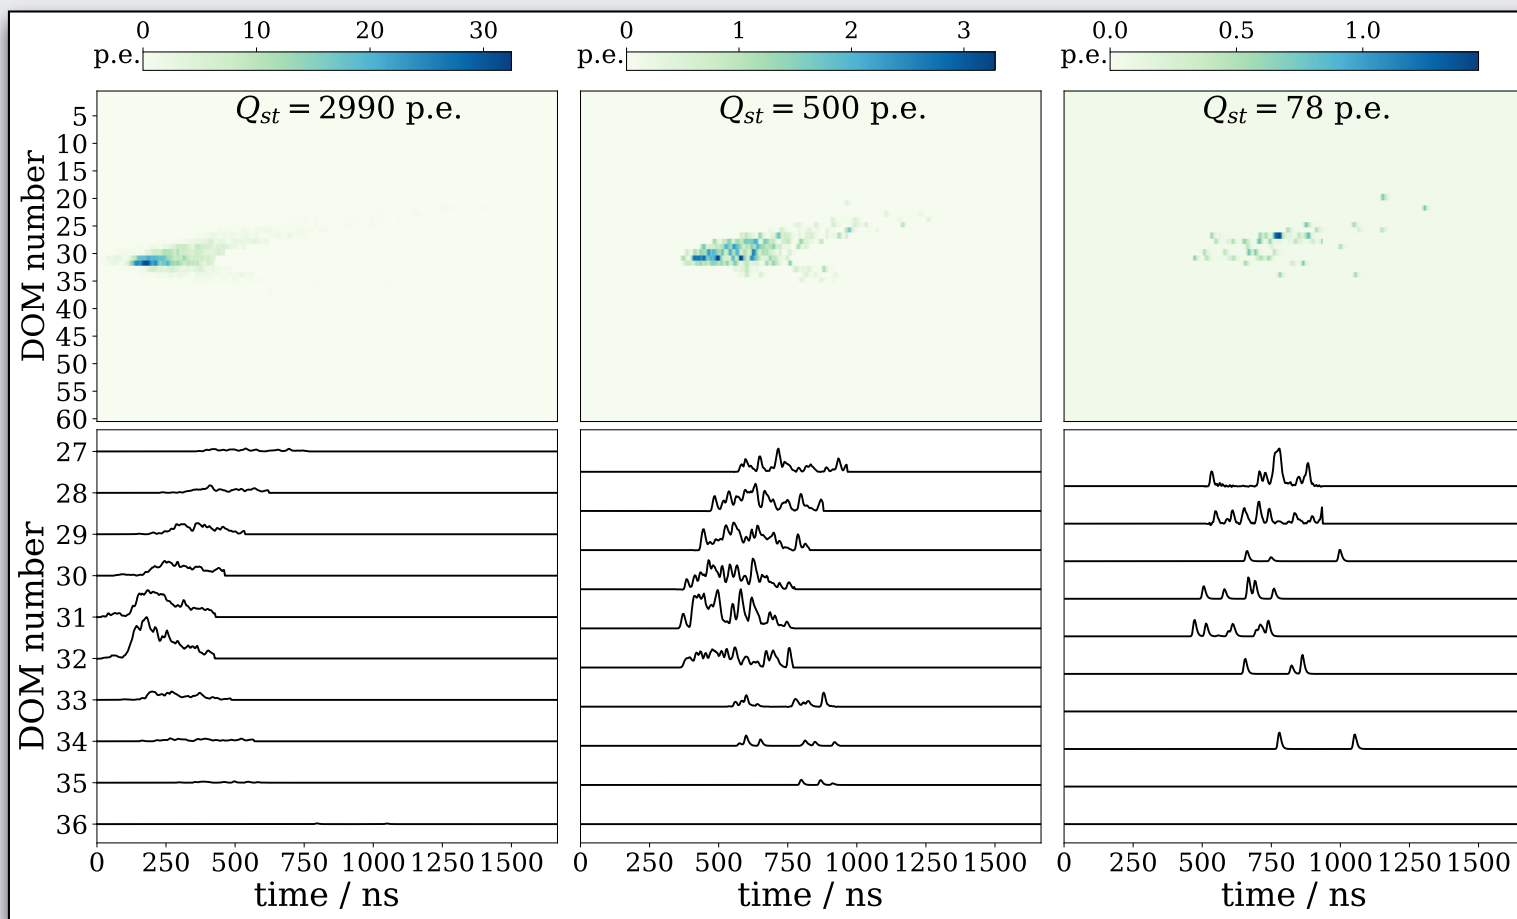 0 10 20 30
p.e.
0 1 2 3
p.e.
0.0 0.5 1.0
p.e.
Qst = 2990 p.e.
Qst = 500 p.e.
Qst = 78 p.e.
DOM number
5
10
15
20
25
30
35
40
45
50
55
60
DOM number
27
28
29
30
31
32
33
34
35
36
0 250 500 750 1000 1250 1500
time / ns
0 250 500 750 1000 1250 1500
time / ns
0 250 500 750 1000 1250 1500
time / ns